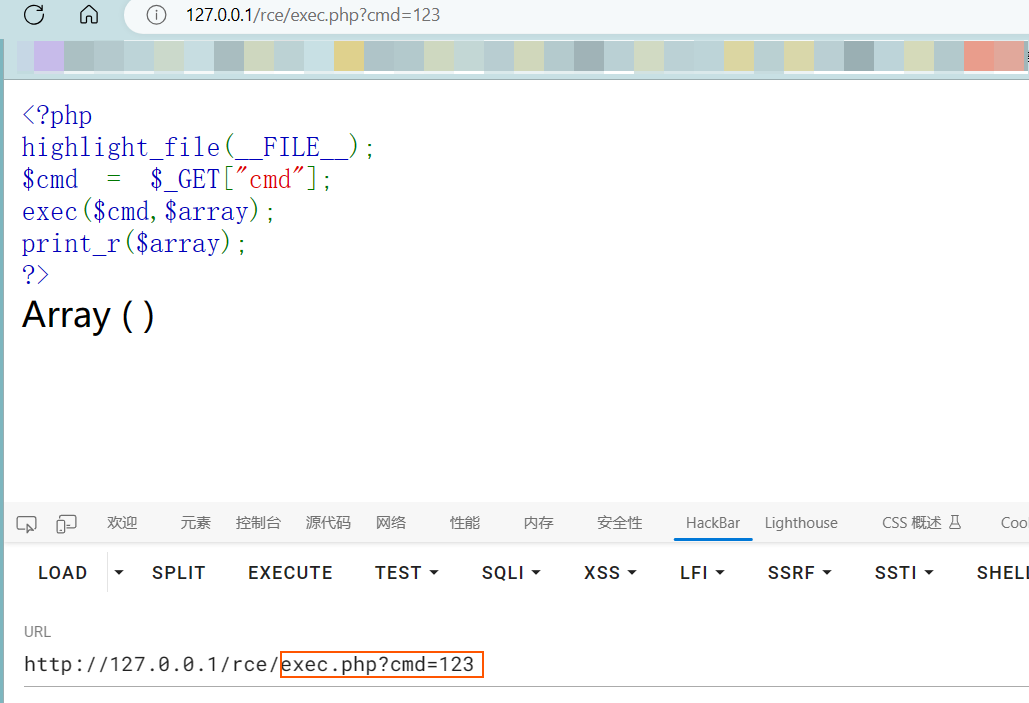 127.0.0.1/rce/exec.php?cmd=123
<?php
highlight_file(__FILE__);
$cmd = $_GET["cmd"];
exec($cmd,$array);
print_r($array);
?>
Array ( )
欢迎 元素 控制台 源代码 网络 性能 内存 安全性 HackBar Lighthouse CSS 概述 Coo
LOAD SPLIT EXECUTE TEST SQLI XSS LFI SSRF SSTI SHELL
URL
http://127.0.0.1/rce/exec.php?cmd=123